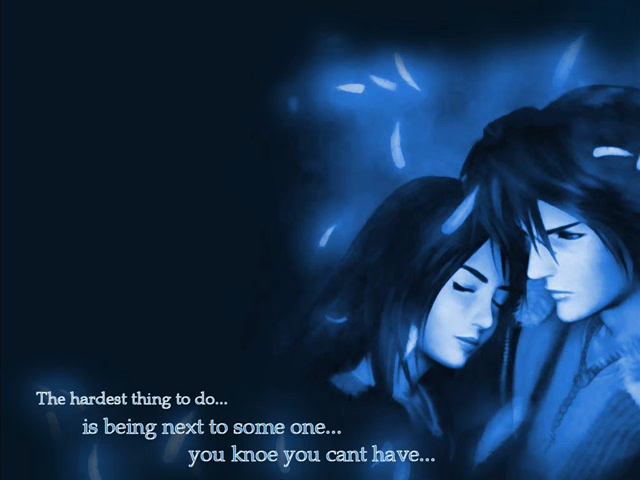 The hardest thing to do...
is being next to some one...
you knoe you cant have...